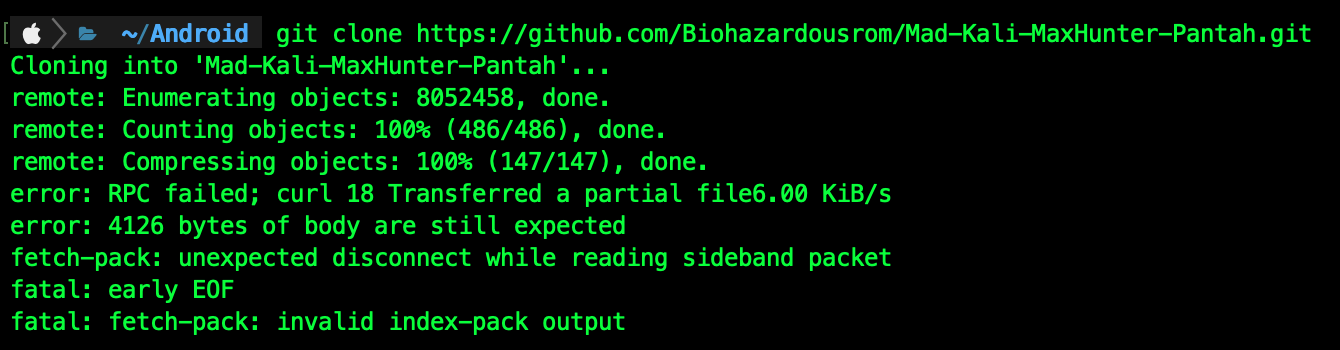 ~/Android git clone https://github.com/Biohazardousrom/Mad-Kali-MaxHunter-Pantah.git
Cloning into 'Mad-Kali-MaxHunter-Pantah'...
remote: Enumerating objects: 8052458, done.
remote: Counting objects: 100% (486/486), done.
remote: Compressing objects: 100% (147/147), done.
error: RPC failed; curl 18 Transferred a partial file6.00 KiB/s
error: 4126 bytes of body are still expected
fetch-pack: unexpected disconnect while reading sideband packet
fatal: early EOF
fatal: fetch-pack: invalid index-pack output